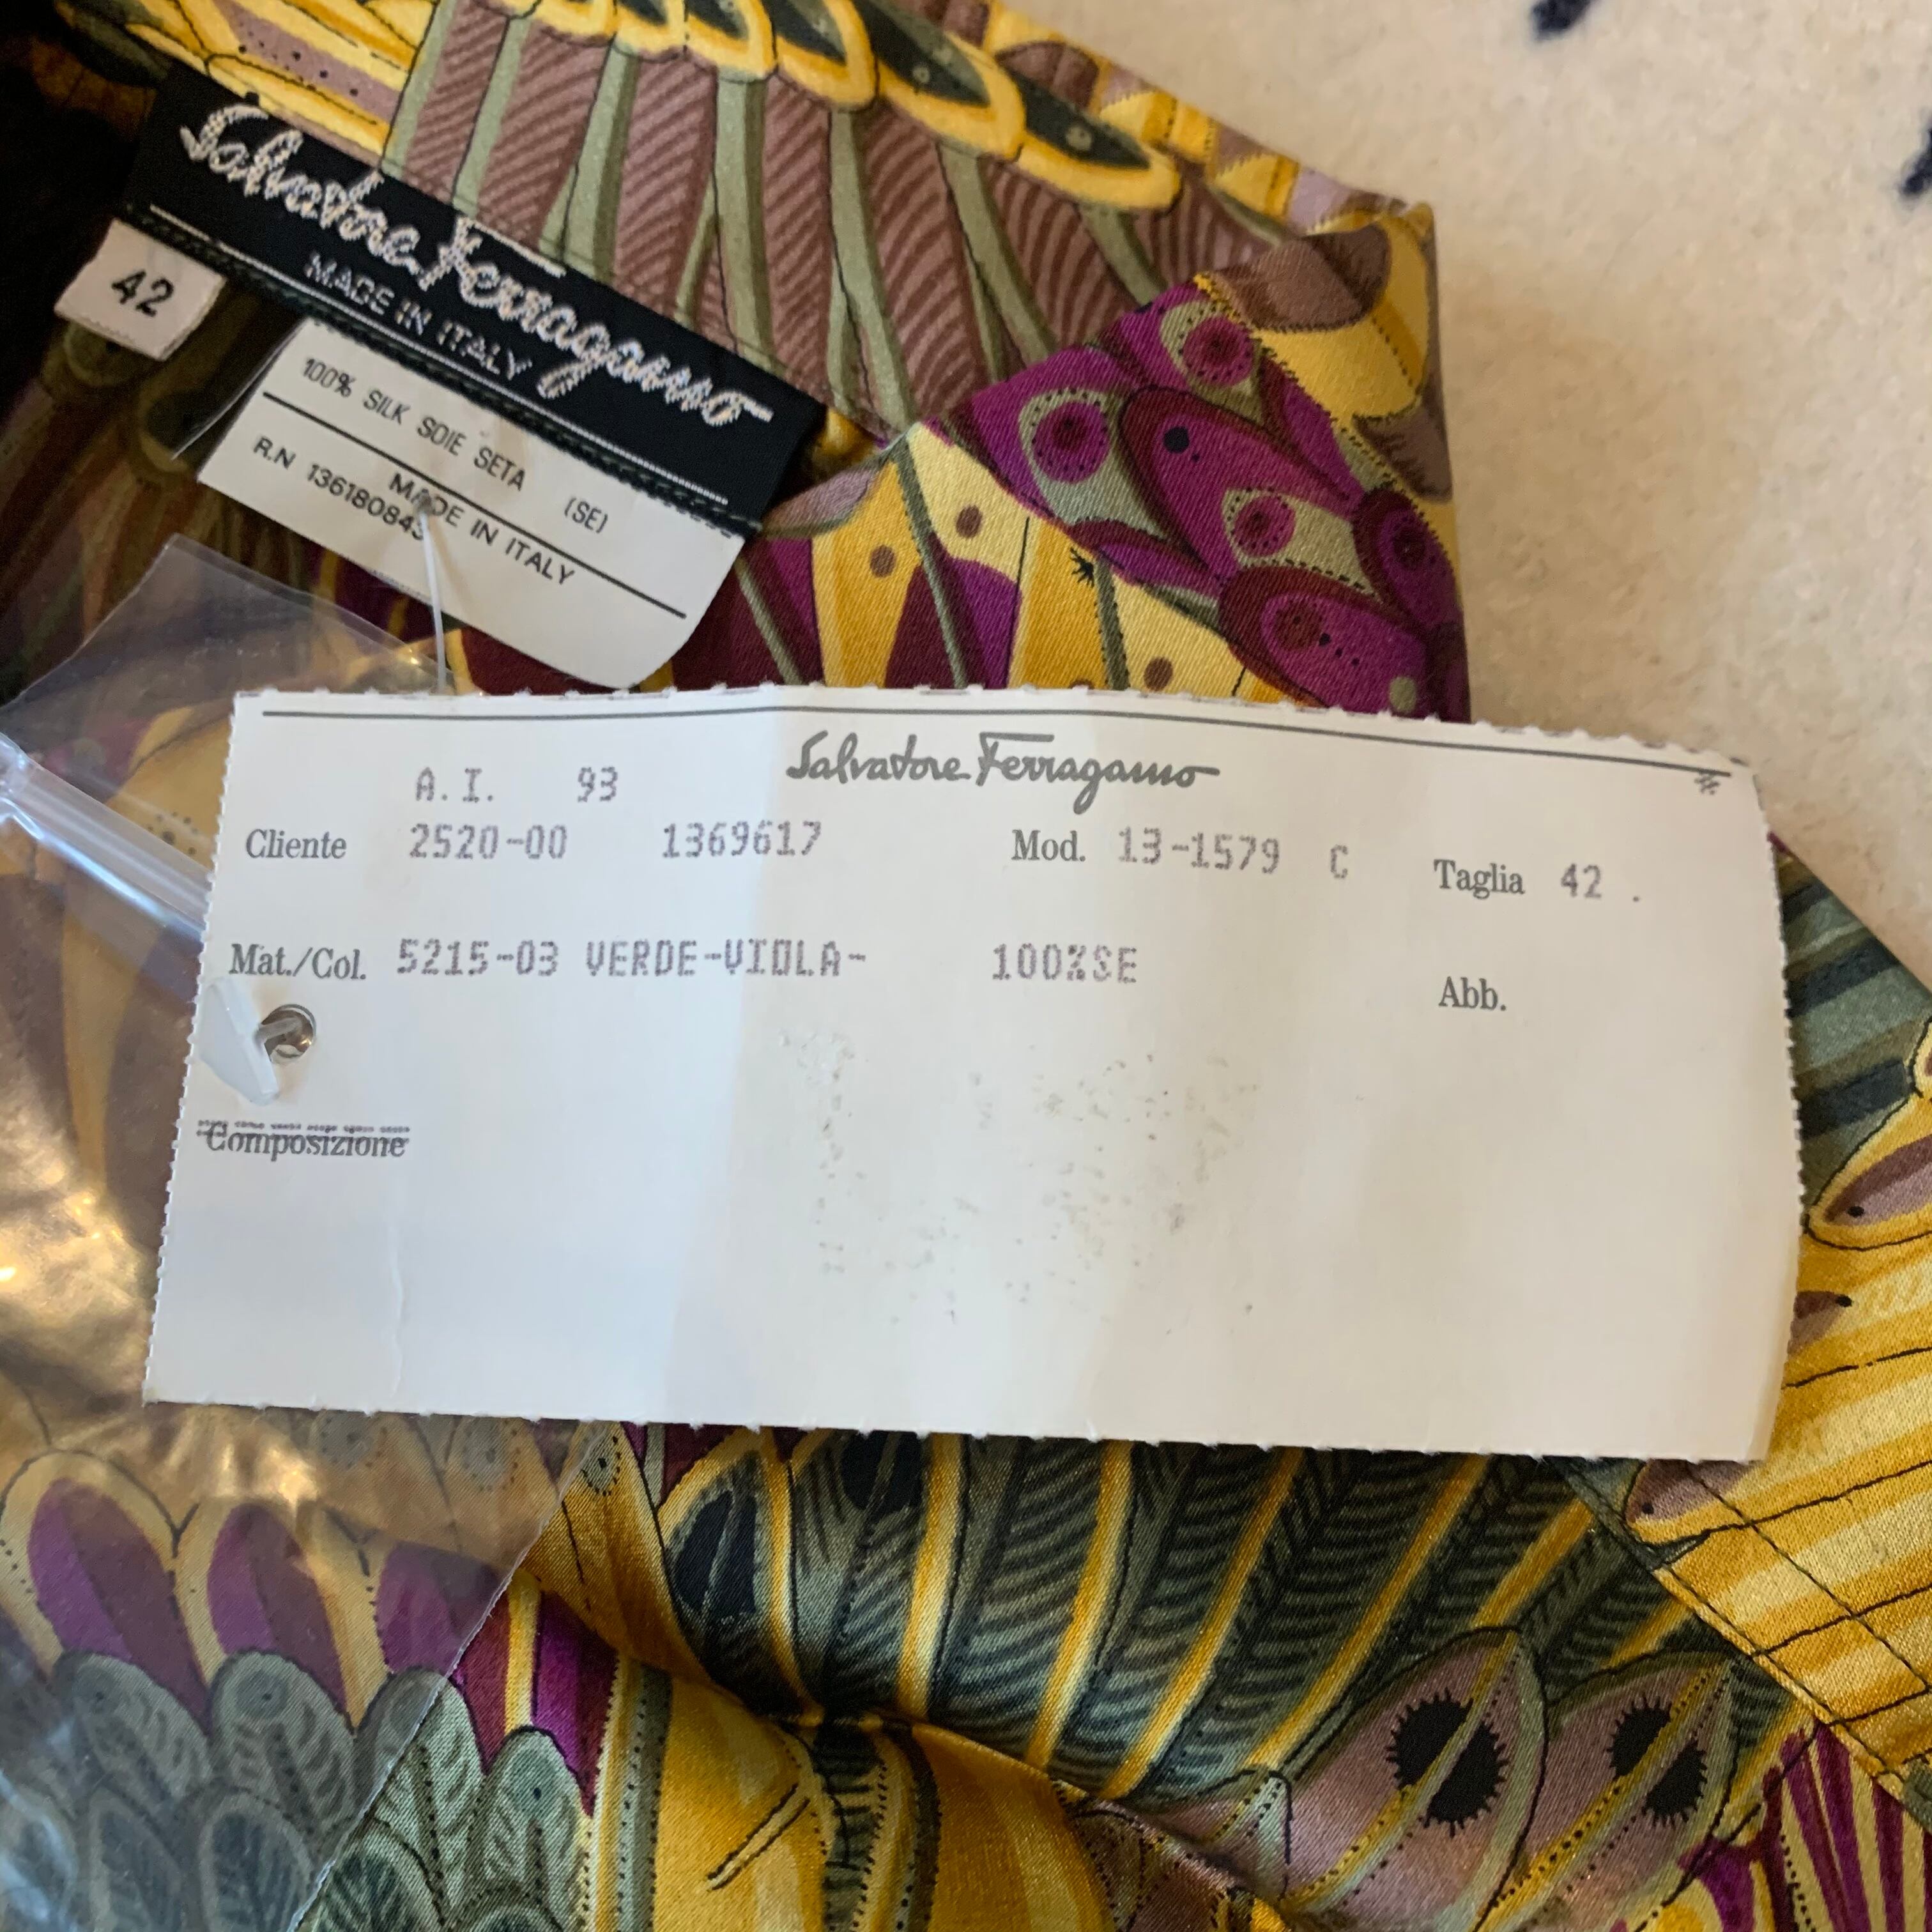 Salvatore Ferragamo
MADE IN ITALY
42
100% SILK SOIE SETA (SE)
MADE IN ITALY
R.N 136180843
Salvatore Ferragamo
A.I. 93
Cliente 2520-00 1369617 Mod. 13-1579 C Taglia 42 .
Mat./Col. 5215-03 VERDE-VIOLA- 100%SE
Abb.
Composizione